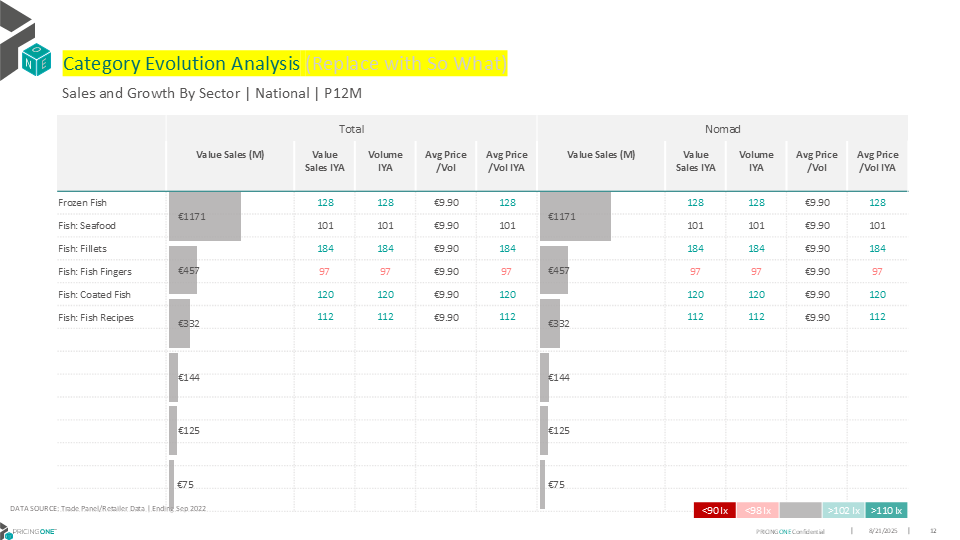 O
N E
Category Evolution Analysis (Replace with So What)
Sales and Growth By Sector | National | P12M
Total Nomad
Value Sales (M) Value Sales IYA Volume IYA Avg Price /Vol Avg Price /Vol IYA Value Sales (M) Value Sales IYA Volume IYA Avg Price /Vol Avg Price /Vol IYA
Frozen Fish 128 128 €9.90 128 128 128 €9.90 128
€1171 €1171
Fish: Seafood 101 101 €9.90 101 101 101 €9.90 101
Fish: Fillets 184 184 €9.90 184 184 184 €9.90 184
Fish: Fish Fingers €457 97 97 €9.90 97 €457 97 97 €9.90 97
Fish: Coated Fish 120 120 €9.90 120 120 120 €9.90 120
Fish: Fish Recipes €332 112 112 €9.90 112 €332 112 112 €9.90 112
€144 €144
€125 €125
€75 €75
DATA SOURCE: Trade Panel/Retailer Data | Ending Sep 2022
<90 Ix <98 Ix >102 Ix >110 Ix
PRICINGONE™ PRICINGONE Confidential | 8/21/2025 | 12